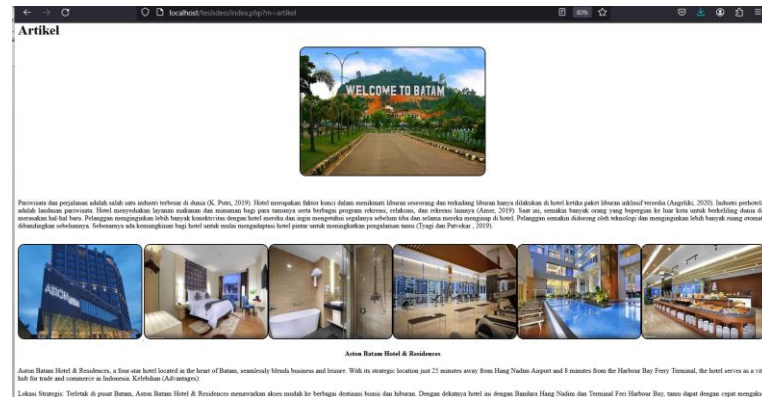 localhost/tesisdeo/index.php?m=artikel
80%
Artikel
WELCOME TO BATAM
Pariwisata dan perjalanan adalah salah satu industri terbesar di dunia (K. Putri, 2019). Hotel merupakan faktor kunci dalam menikmati liburan seseorang dan terkadang liburan hanya dilakukan di hotel ketika paket liburan inklusif tersedia (Angeliki, 2020). Industri perhotel
adalah landasan pariwisata. Hotel menyediakan layanan makanan dan minuman bagi para tamunya serta berbagai program rekreasi, relaksasi, dan rekreasi lainnya (Amer, 2019). Saat ini, semakin banyak orang yang bepergian ke luar kota untuk berkeliling dunia d
merasakan hal-hal baru. Pelanggan menginginkan lebih banyak konektivitas dengan hotel mereka dan ingin mengetahui segalanya sebelum tiba dan selama mereka menginap di hotel. Pelanggan semakin didorong oleh teknologi dan menginginkan lebih banyak ruang otomat
dibandingkan sebelumnya. Sebenarnya ada kemungkinan bagi hotel untuk mulai mengadaptasi hotel pintar untuk meningkatkan pengalaman tamu (Tyagi dan Patvekar , 2019).
ASTON
Aston Batam Hotel & Residences
Aston Batam Hotel & Residences, a four-star hotel located in the heart of Batam, seamlessly blends business and leisure. With its strategic location just 25 minutes away from Hang Nadim Airport and 8 minutes from the Harbour Bay Ferry Terminal, the hotel serves as a vit
hub for trade and commerce in Indonesia. Kelebihan (Advantages):
Lokasi Strategis: Terletak di pusat Batam, Aston Batam Hotel & Residences menawarkan akses mudah ke berbagai destinasi bisnis dan hiburan. Dengan dekatnya hotel ini dengan Bandara Hang Nadim dan Terminal Feri Harbour Bay, tamu dapat dengan cepat mengaks